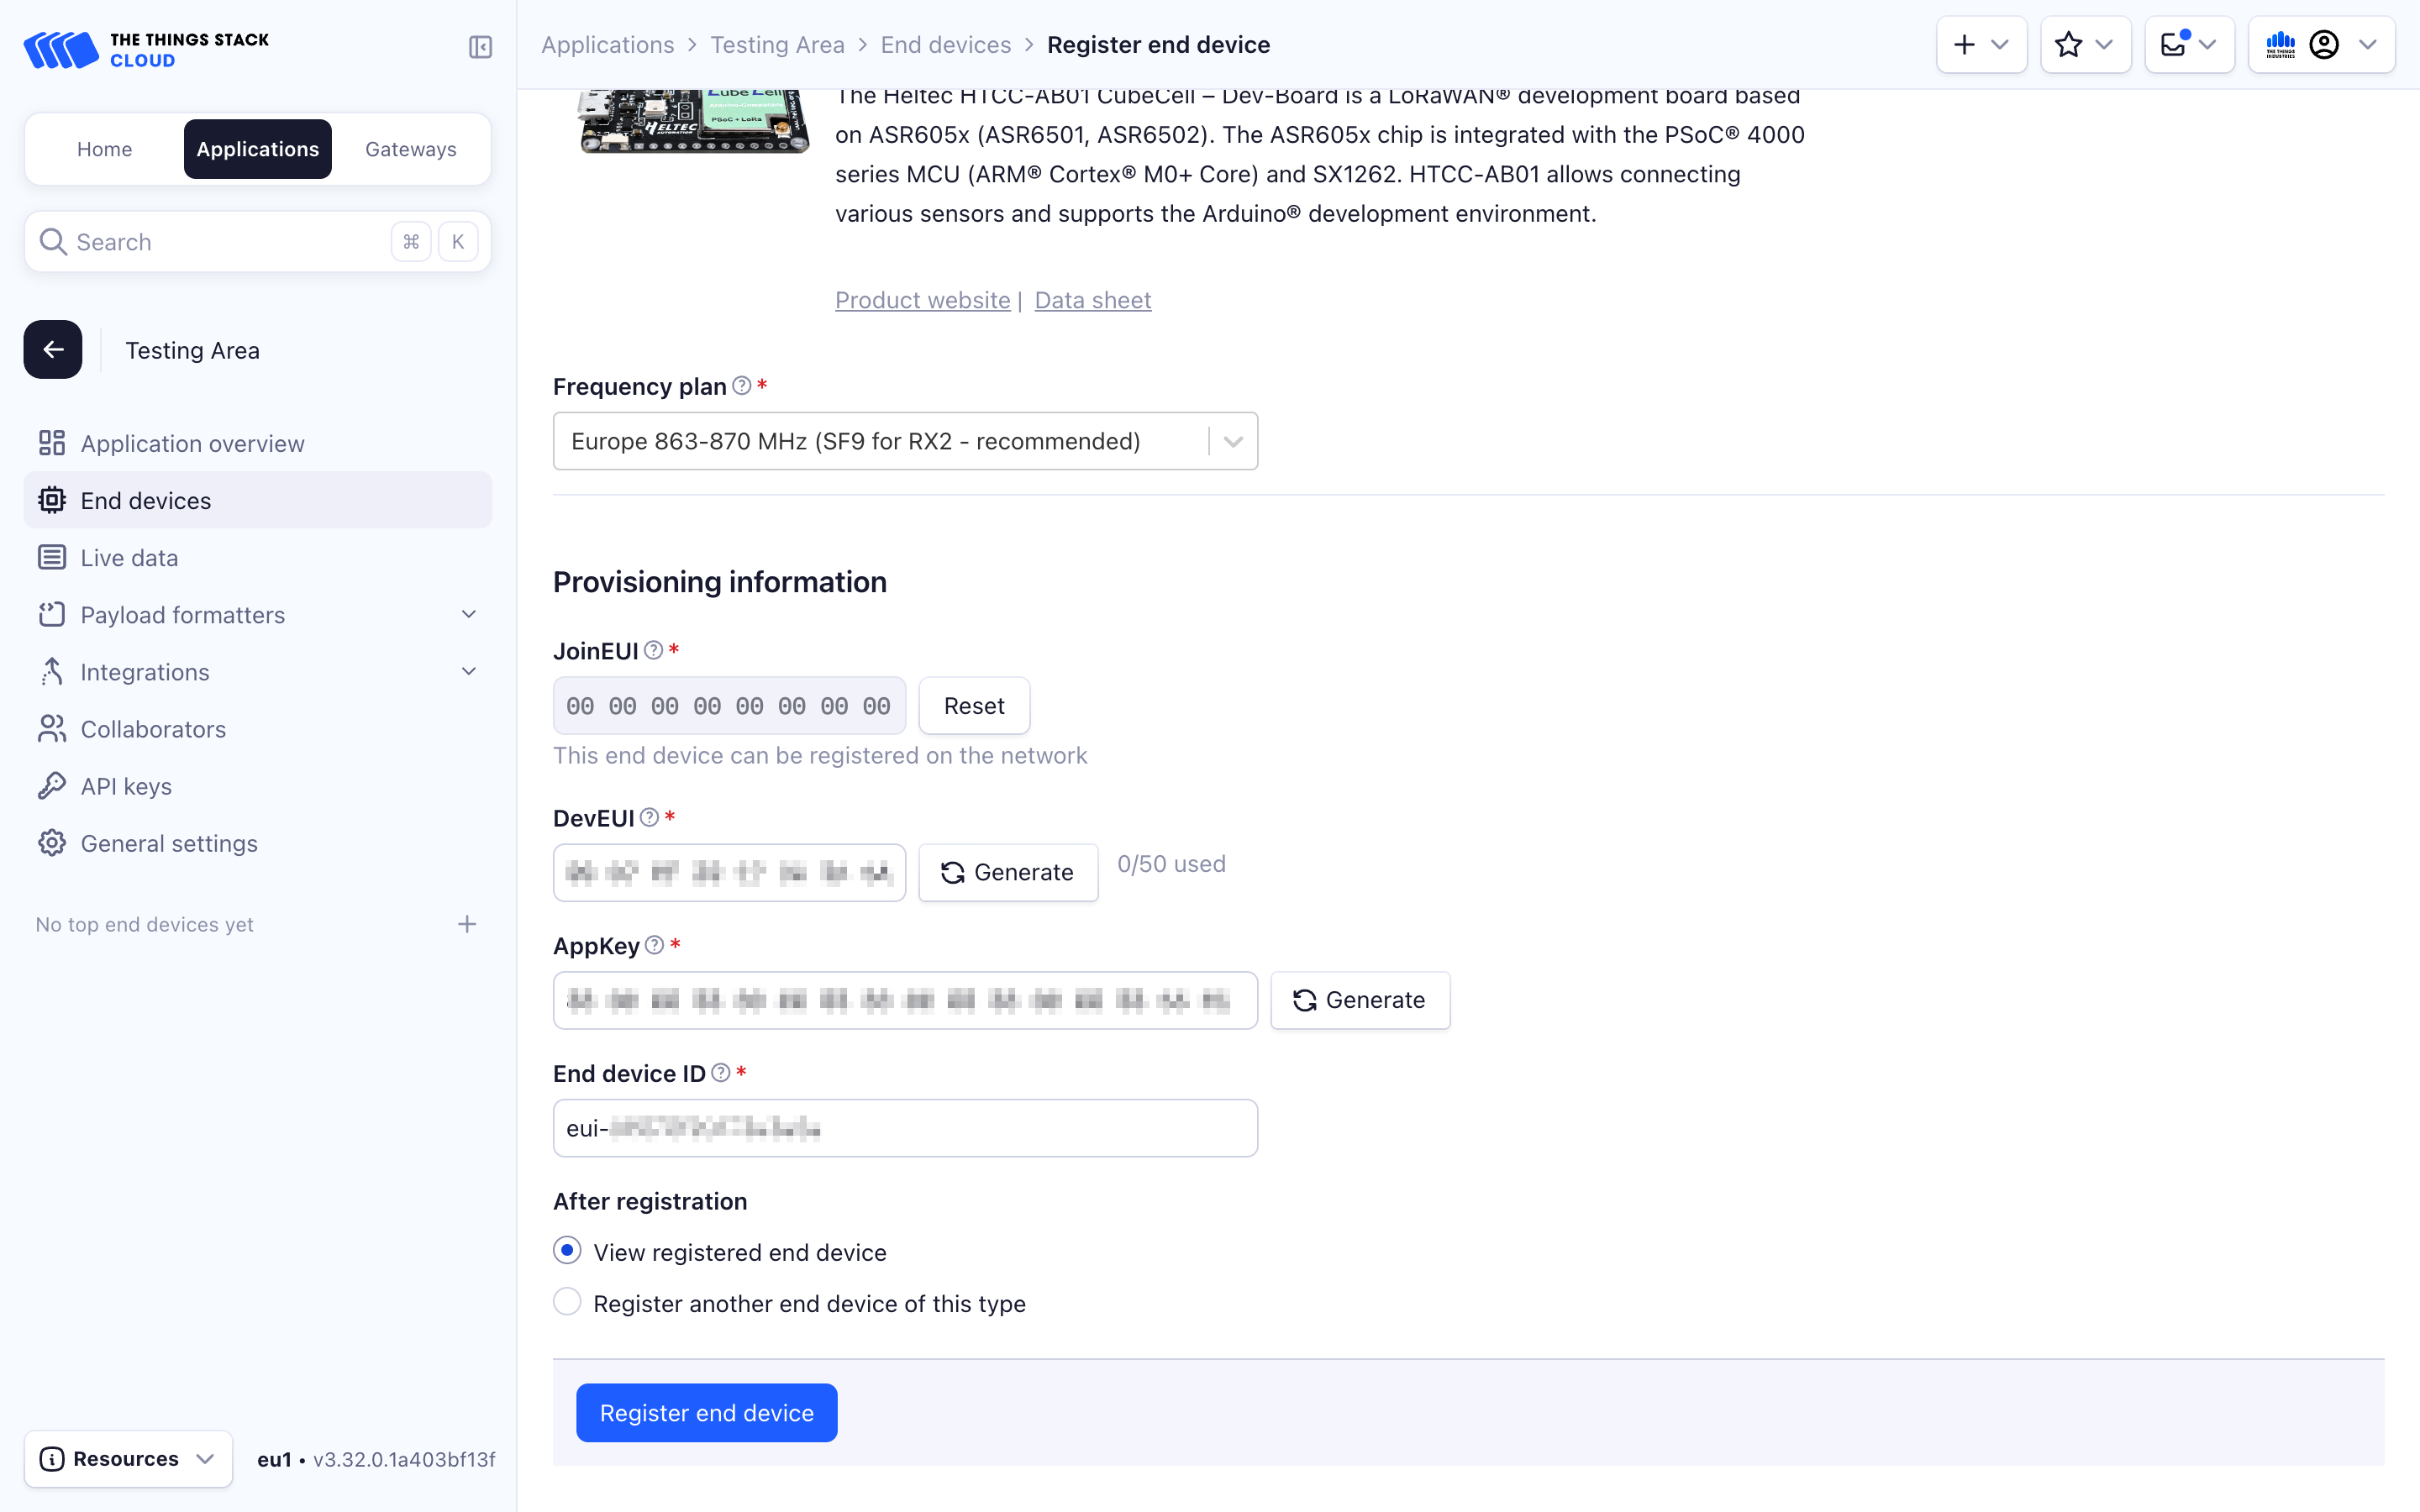 THE THINGS STACK
CLOUD
Home
Applications
Gateways
Search
⌘
K
Testing Area
Application overview
End devices
Live data
Payload formatters
Integrations
Collaborators
API keys
General settings
No top end devices yet
Resources
eu1 • v3.32.0.1a403bf13f
Applications > Testing Area > End devices > Register end device
The Heltec HTCC-AB01 CubeCell – Dev-Board is a LoRaWAN® development board based
on ASR605x (ASR6501, ASR6502). The ASR605x chip is integrated with the PSoC® 4000
series MCU (ARM® Cortex® M0+ Core) and SX1262. HTCC-AB01 allows connecting
various sensors and supports the Arduino® development environment.
HELTEC
PSoC + LoRa
Product website | Data sheet
Frequency plan *
Europe 863-870 MHz (SF9 for RX2 - recommended)
Provisioning information
JoinEUI *
00 00 00 00 00 00 00 00
Reset
This end device can be registered on the network
DevEUI *
Generate
0/50 used
AppKey *
Generate
End device ID *
eui-
After registration
View registered end device
Register another end device of this type
Register end device